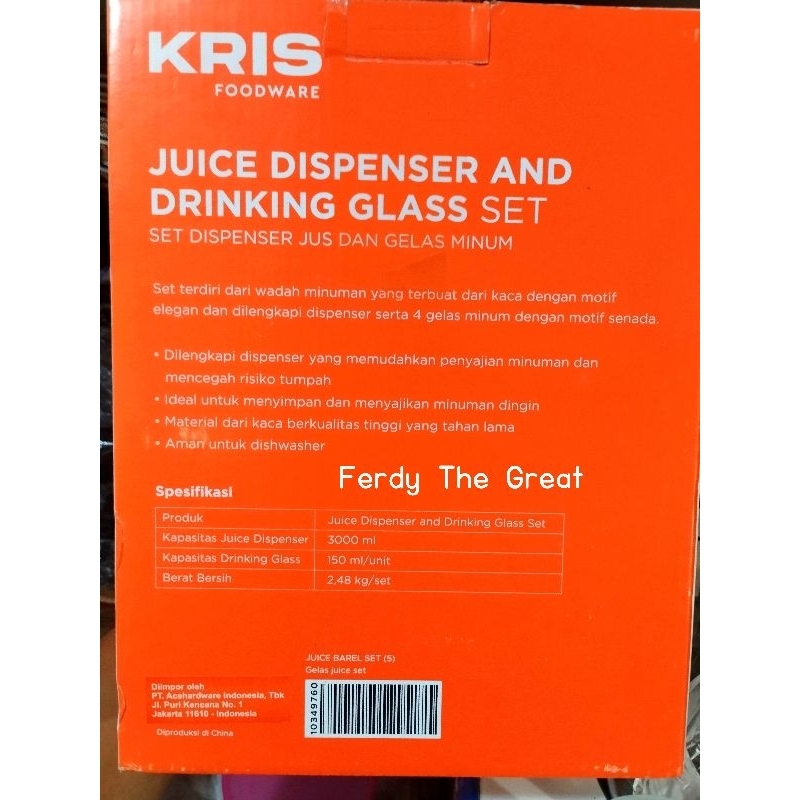 KRIS
FOODWARE
JUICE DISPENSER AND
DRINKING GLASS SET
SET DISPENSER JUS DAN GELAS MINUM
Set terdiri dari wadah minuman yang terbuat dari kaca dengan motif
elegan dan dilengkapi dispenser serta 4 gelas minum dengan motif senada.
• Dilengkapi dispenser yang memudahkan penyajian minuman dan
mencegah risiko tumpah
• Ideal untuk menyimpan dan menyajikan minuman dingin
• Material dari kaca berkualitas tinggi yang tahan lama
• Aman untuk dishwasher
Ferdy The Great
Spesifikasi
Produk Juice Dispenser and Drinking Glass Set
Kapasitas Juice Dispenser 3000 ml
Kapasitas Drinking Glass 150 ml/unit
Berat Bersih 2,48 kg/set
JUICE BAREL SET (5)
Gelas juice set
10349760
Diimpor oleh
PT. Acehardware Indonesia, Tbk
Jl. Puri Kencana No. 1
Jakarta 11610 - Indonesia
Diproduksi di China